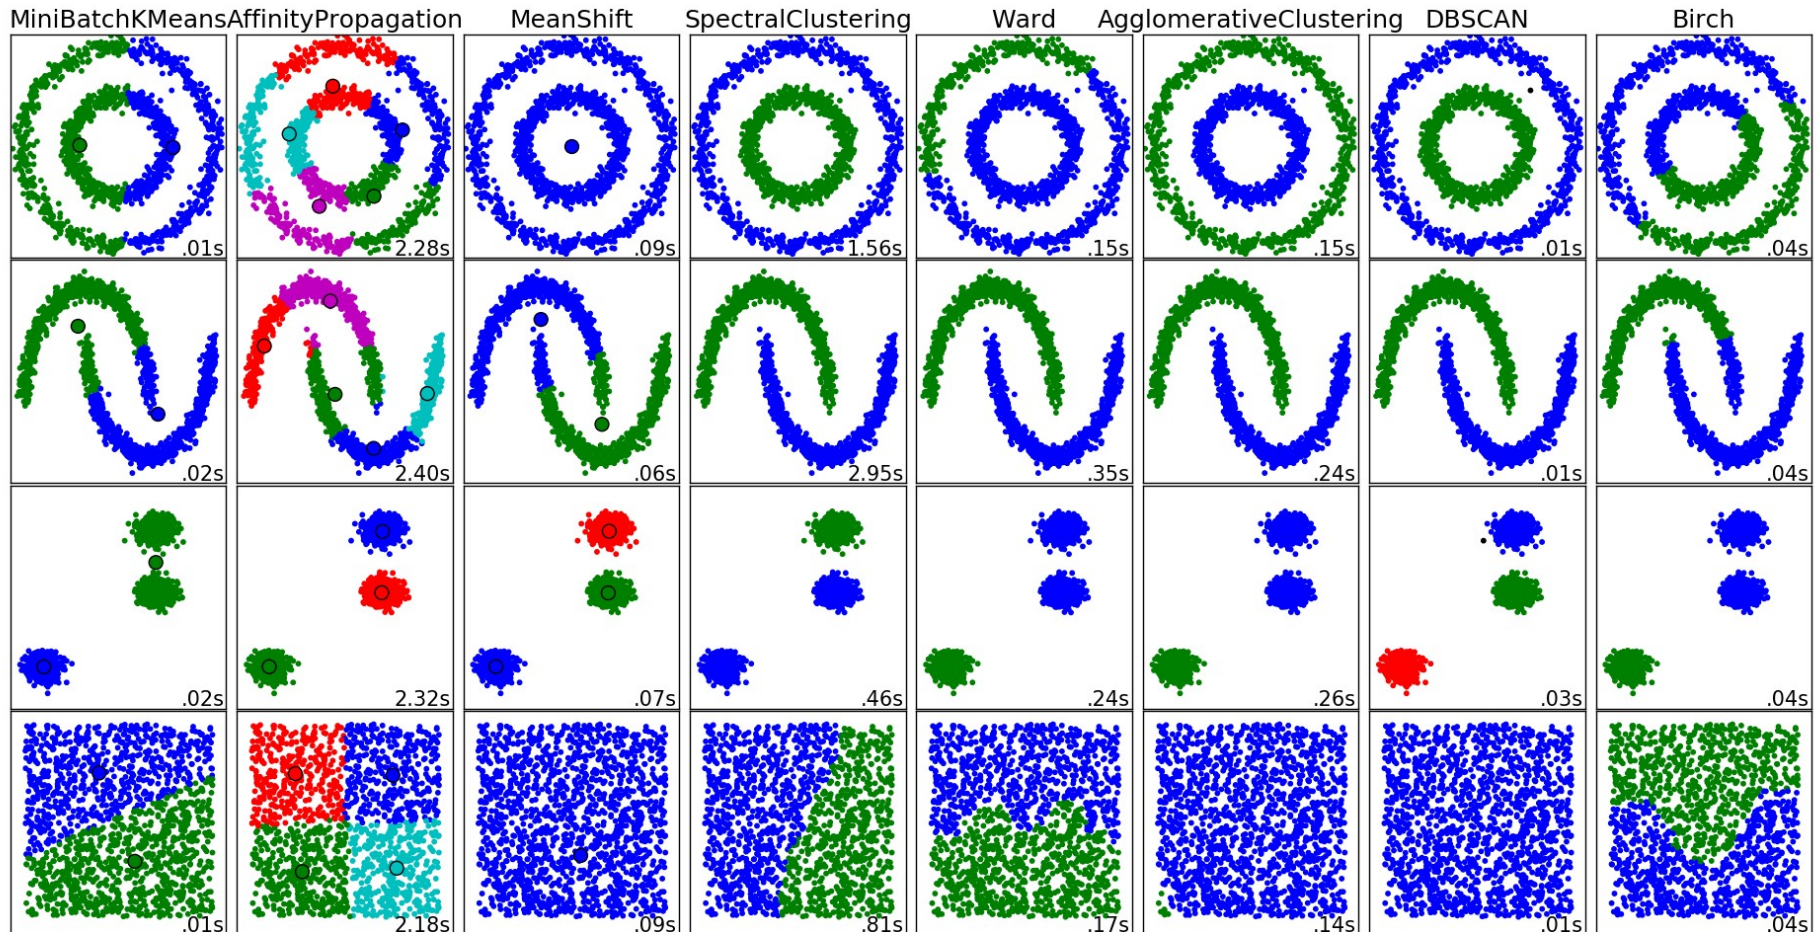 MiniBatchKMeans AffinityPropagation MeanShift SpectralClustering Ward AgglomerativeClustering DBSCAN Birch
.01s 2.28s .09s 1.56s .15s .15s .01s .04s
.02s 2.40s .06s 2.95s .35s .24s .01s .04s
.02s 2.32s .07s .46s .24s .26s .03s .04s
.01s 2.18s .09s .81s .17s .14s .01s .04s